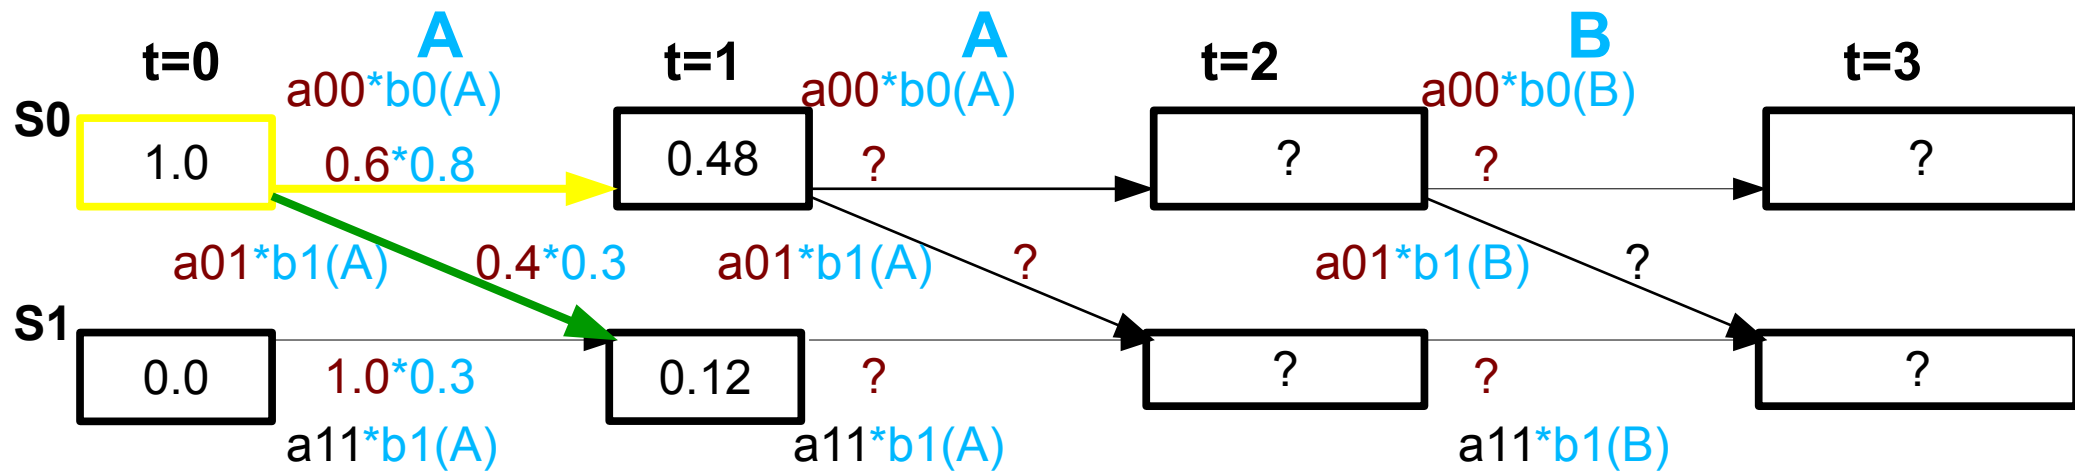 A A B
t=0 t=1 t=2 t=3
a00*b0(A) a00*b0(A) a00*b0(B)
S0
1.0 0.6*0.8 0.48 ? ? ? ?
a01*b1(A) 0.4*0.3 a01*b1(A) ? a01*b1(B) ?
S1
0.0 1.0*0.3 0.12 ? ? ? ?
a11*b1(A) a11*b1(A) a11*b1(B)